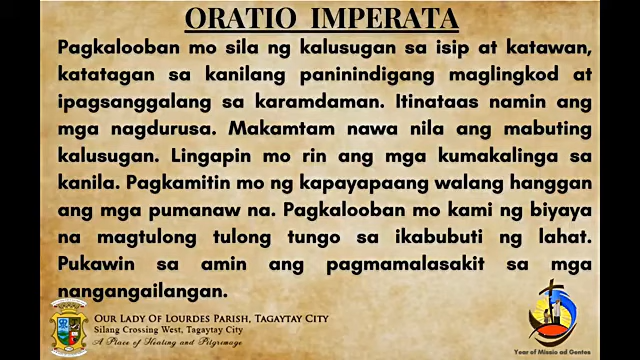 ORATIO IMPERATA
Pagkalooban mo sila ng kalusugan sa isip at katawan,
katatagan sa kanilang paninindigang maglingkod at
ipagsanggalang sa karamdaman. Itinataas namin ang
mga nagdurusa. Makamtam nawa nila ang mabuting
kalusugan. Lingapin mo rin ang mga kumakalinga sa
kanila. Pagkamitin mo ng kapayapaang walang hanggan
ang mga pumanaw na. Pagkalooban mo kami ng biyaya
na magtulong tulong tungo sa ikabubuti ng lahat.
Pukawin sa amin ang pagmamalasakit sa mga
nangangailangan.
OUR LADY OF LOURDES PARISH, TAGAYTAY CITY
Silang Crossing West, Tagaytay City
A Place of Healing and Pilgrimage
Year of Missio ad Gentes